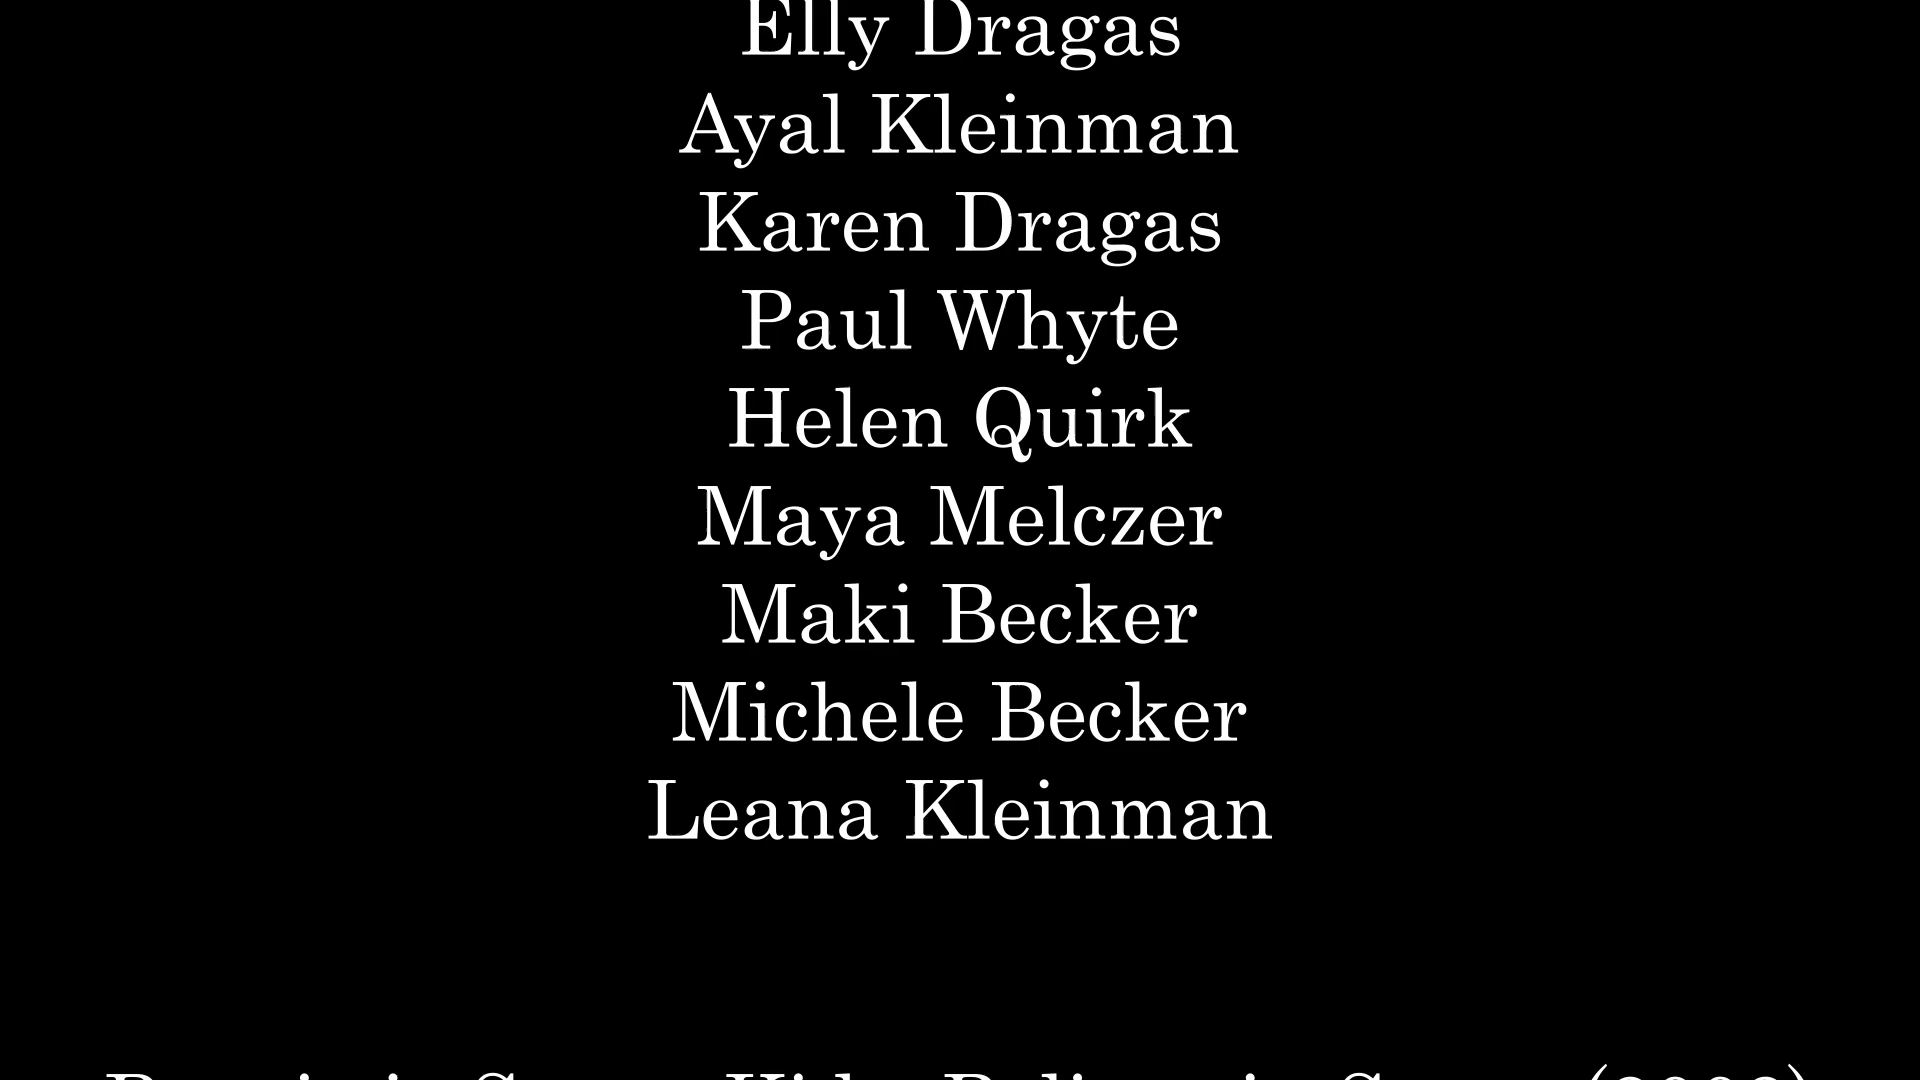 Elly Dragas
Ayal Kleinman
Karen Dragas
Paul Whyte
Helen Quirk
Maya Melczer
Maki Becker
Michele Becker
Leana Kleinman